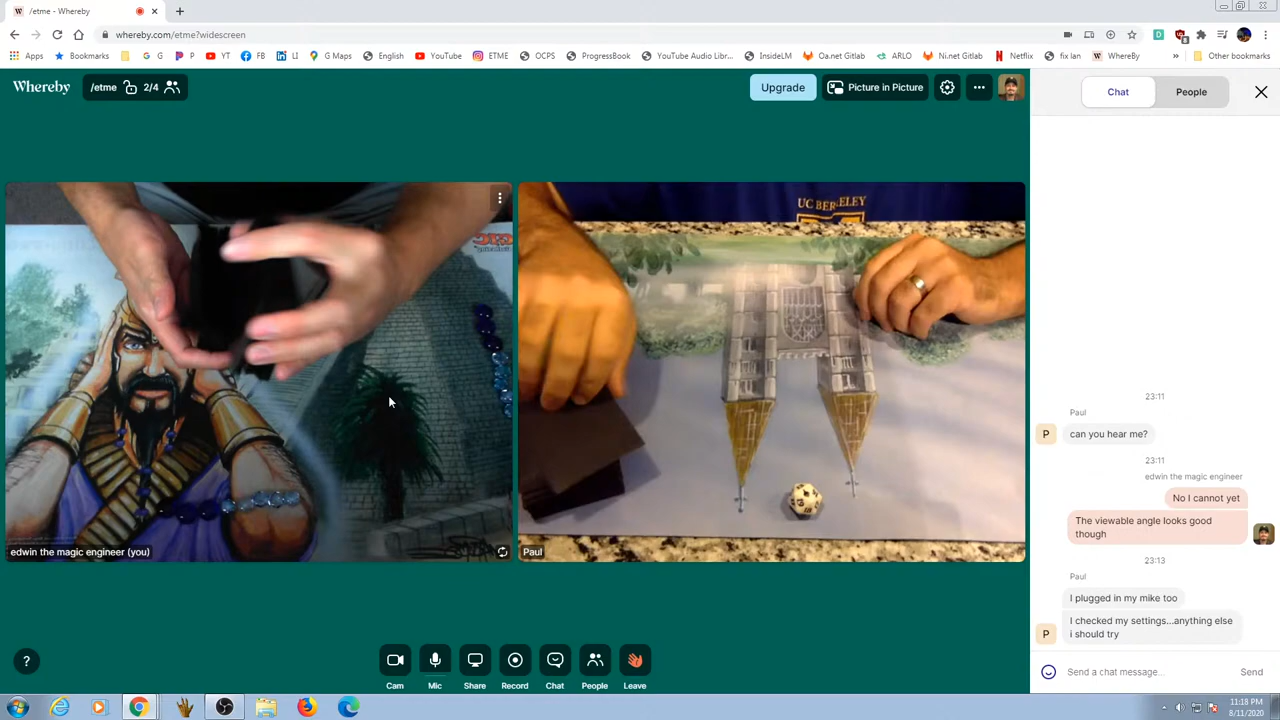 /etme - Whereby
whereby.com/etme?widescreen
Apps
Bookmarks
G
P
YT
FB
LI
G Maps
English
YouTube
ETME
OCPS
ProgressBook
YouTube Audio Libr...
InsideLM
Oa.net Gitlab
ARLO
Ni.net Gitlab
Netflix
fix lan
WhereBy
Other bookmarks
Whereby
/etme
2/4
Upgrade
Picture in Picture
Chat
People
UC BERKELEY
edwin the magic engineer (you)
Paul
23:11
Paul
P
can you hear me?
23:11
edwin the magic engineer
No I cannot yet
The viewable angle looks good
though
23:13
Paul
I plugged in my mike too
I checked my settings...anything else
i should try
P
Send a chat message...
Send
?
Cam
Mic
Share
Record
Chat
People
Leave
11:18 PM
8/11/2020